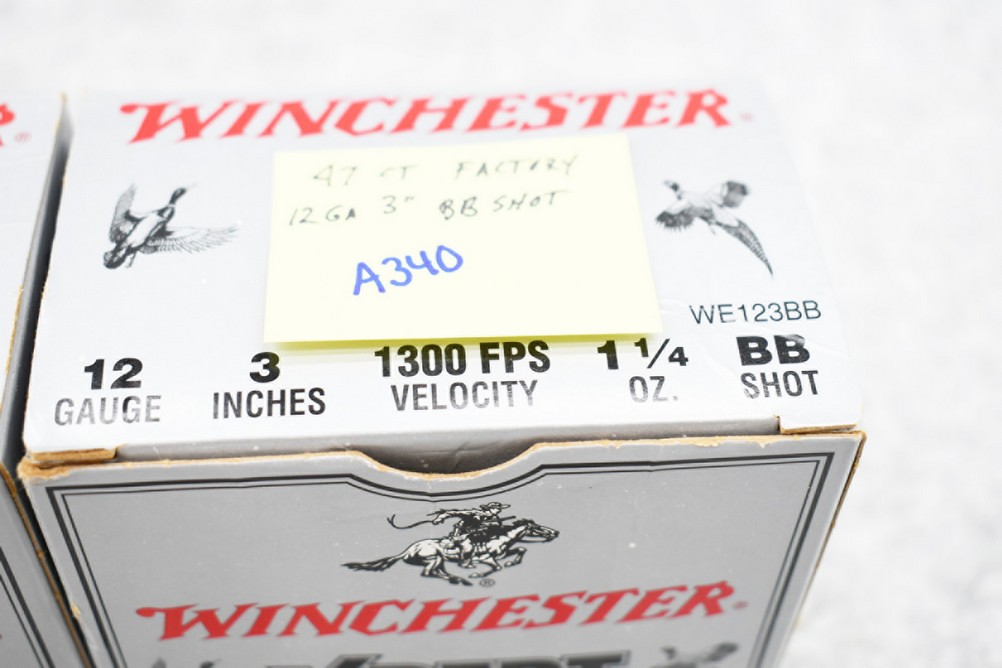 WINCHESTER
47 CT FACTORY
12 GA 3" BB SHOT
A340
WE123BB
12 GAUGE
3 INCHES
1300 FPS VELOCITY
1 1/4 OZ.
BB SHOT
WINCHESTER